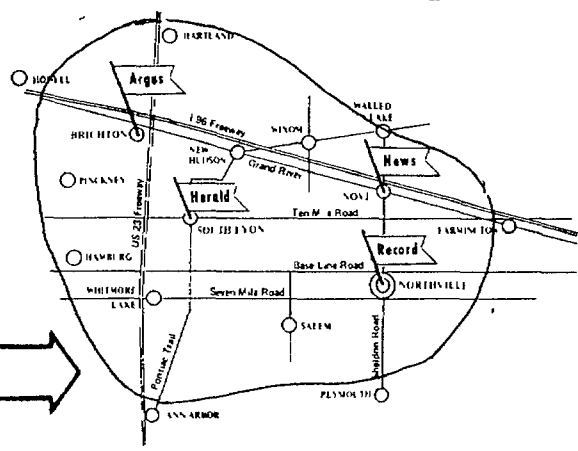 HARTLAND
HOWELL
Argus
I 96 Freeway
BRIGHTON
WALLED
LAKE
WIXOM
NEW
HUDSON
Grand River
News
PINCKNEY
Herald
NOVI
US 23 Freeway
Ten Mile Road
SOUTH LYON
FARMINGTON
Record
HAMBURG
Base Lane Road
WHITMORE
LAKE
Seven Mile Road
NORTHVILLE
SALEM
Pontiac Trail
Sheldon Road
PLYMOUTH
ANN ARBOR